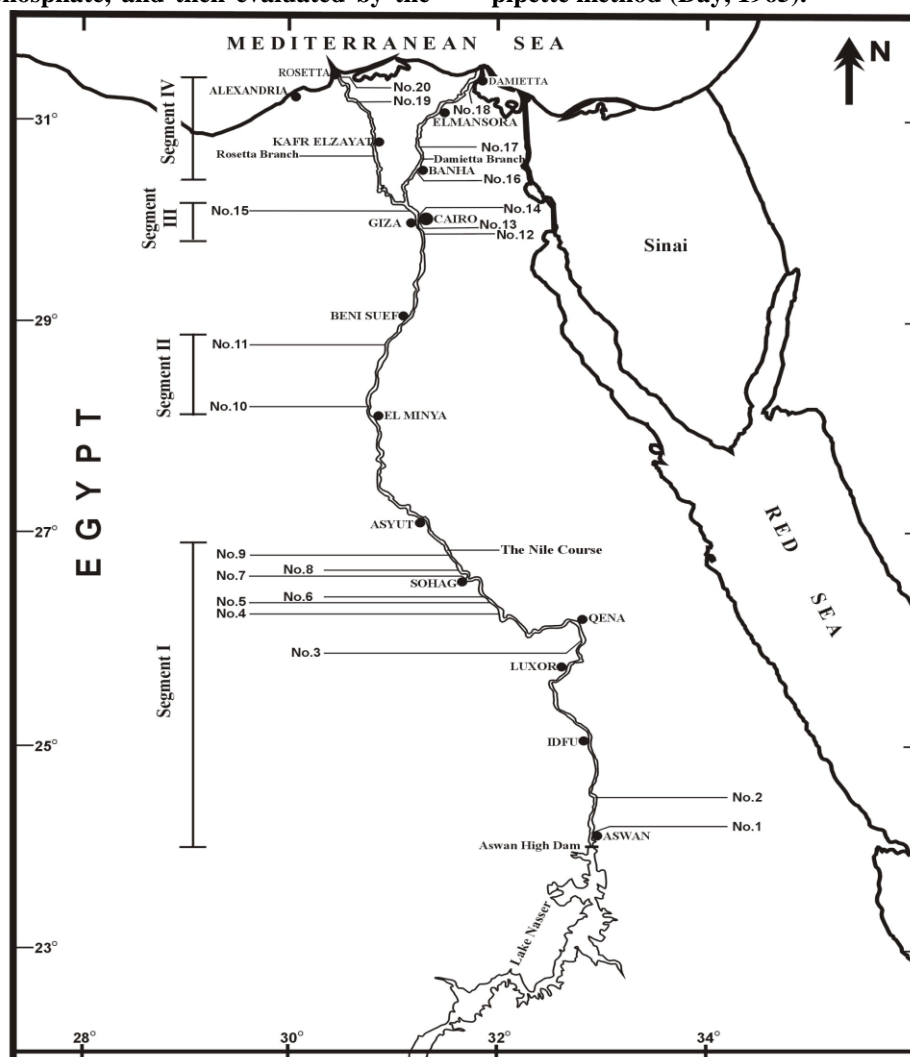 phosphate, and then evaluated by the pipette method (Day, 1965).
MEDITERRANEAN SEA
N
ROSETTA
DAMIETTA
ALEXANDRIA
No.20
No.19
No.18
ELMANSORA
31°
Segment IV
KAFR ELZAYAT
No.17
Rosetta Branch
Damietta Branch
BANHA
No.16
Segment III
No.15
No.14
GIZA
CAIRO
No.13
No.12
Sinai
29°
BENI SUEF
Segment II
No.11
No.10
EL MINYA
EGYPT
27°
ASYUT
RED SEA
The Nile Course
No.9
No.8
No.7
SOHAG
No.6
No.5
No.4
QENA
Segment I
No.3
LUXOR
25°
IDFU
No.2
No.1
ASWAN
Aswan High Dam
Lake Nasser
23°
28°
30°
32°
34°